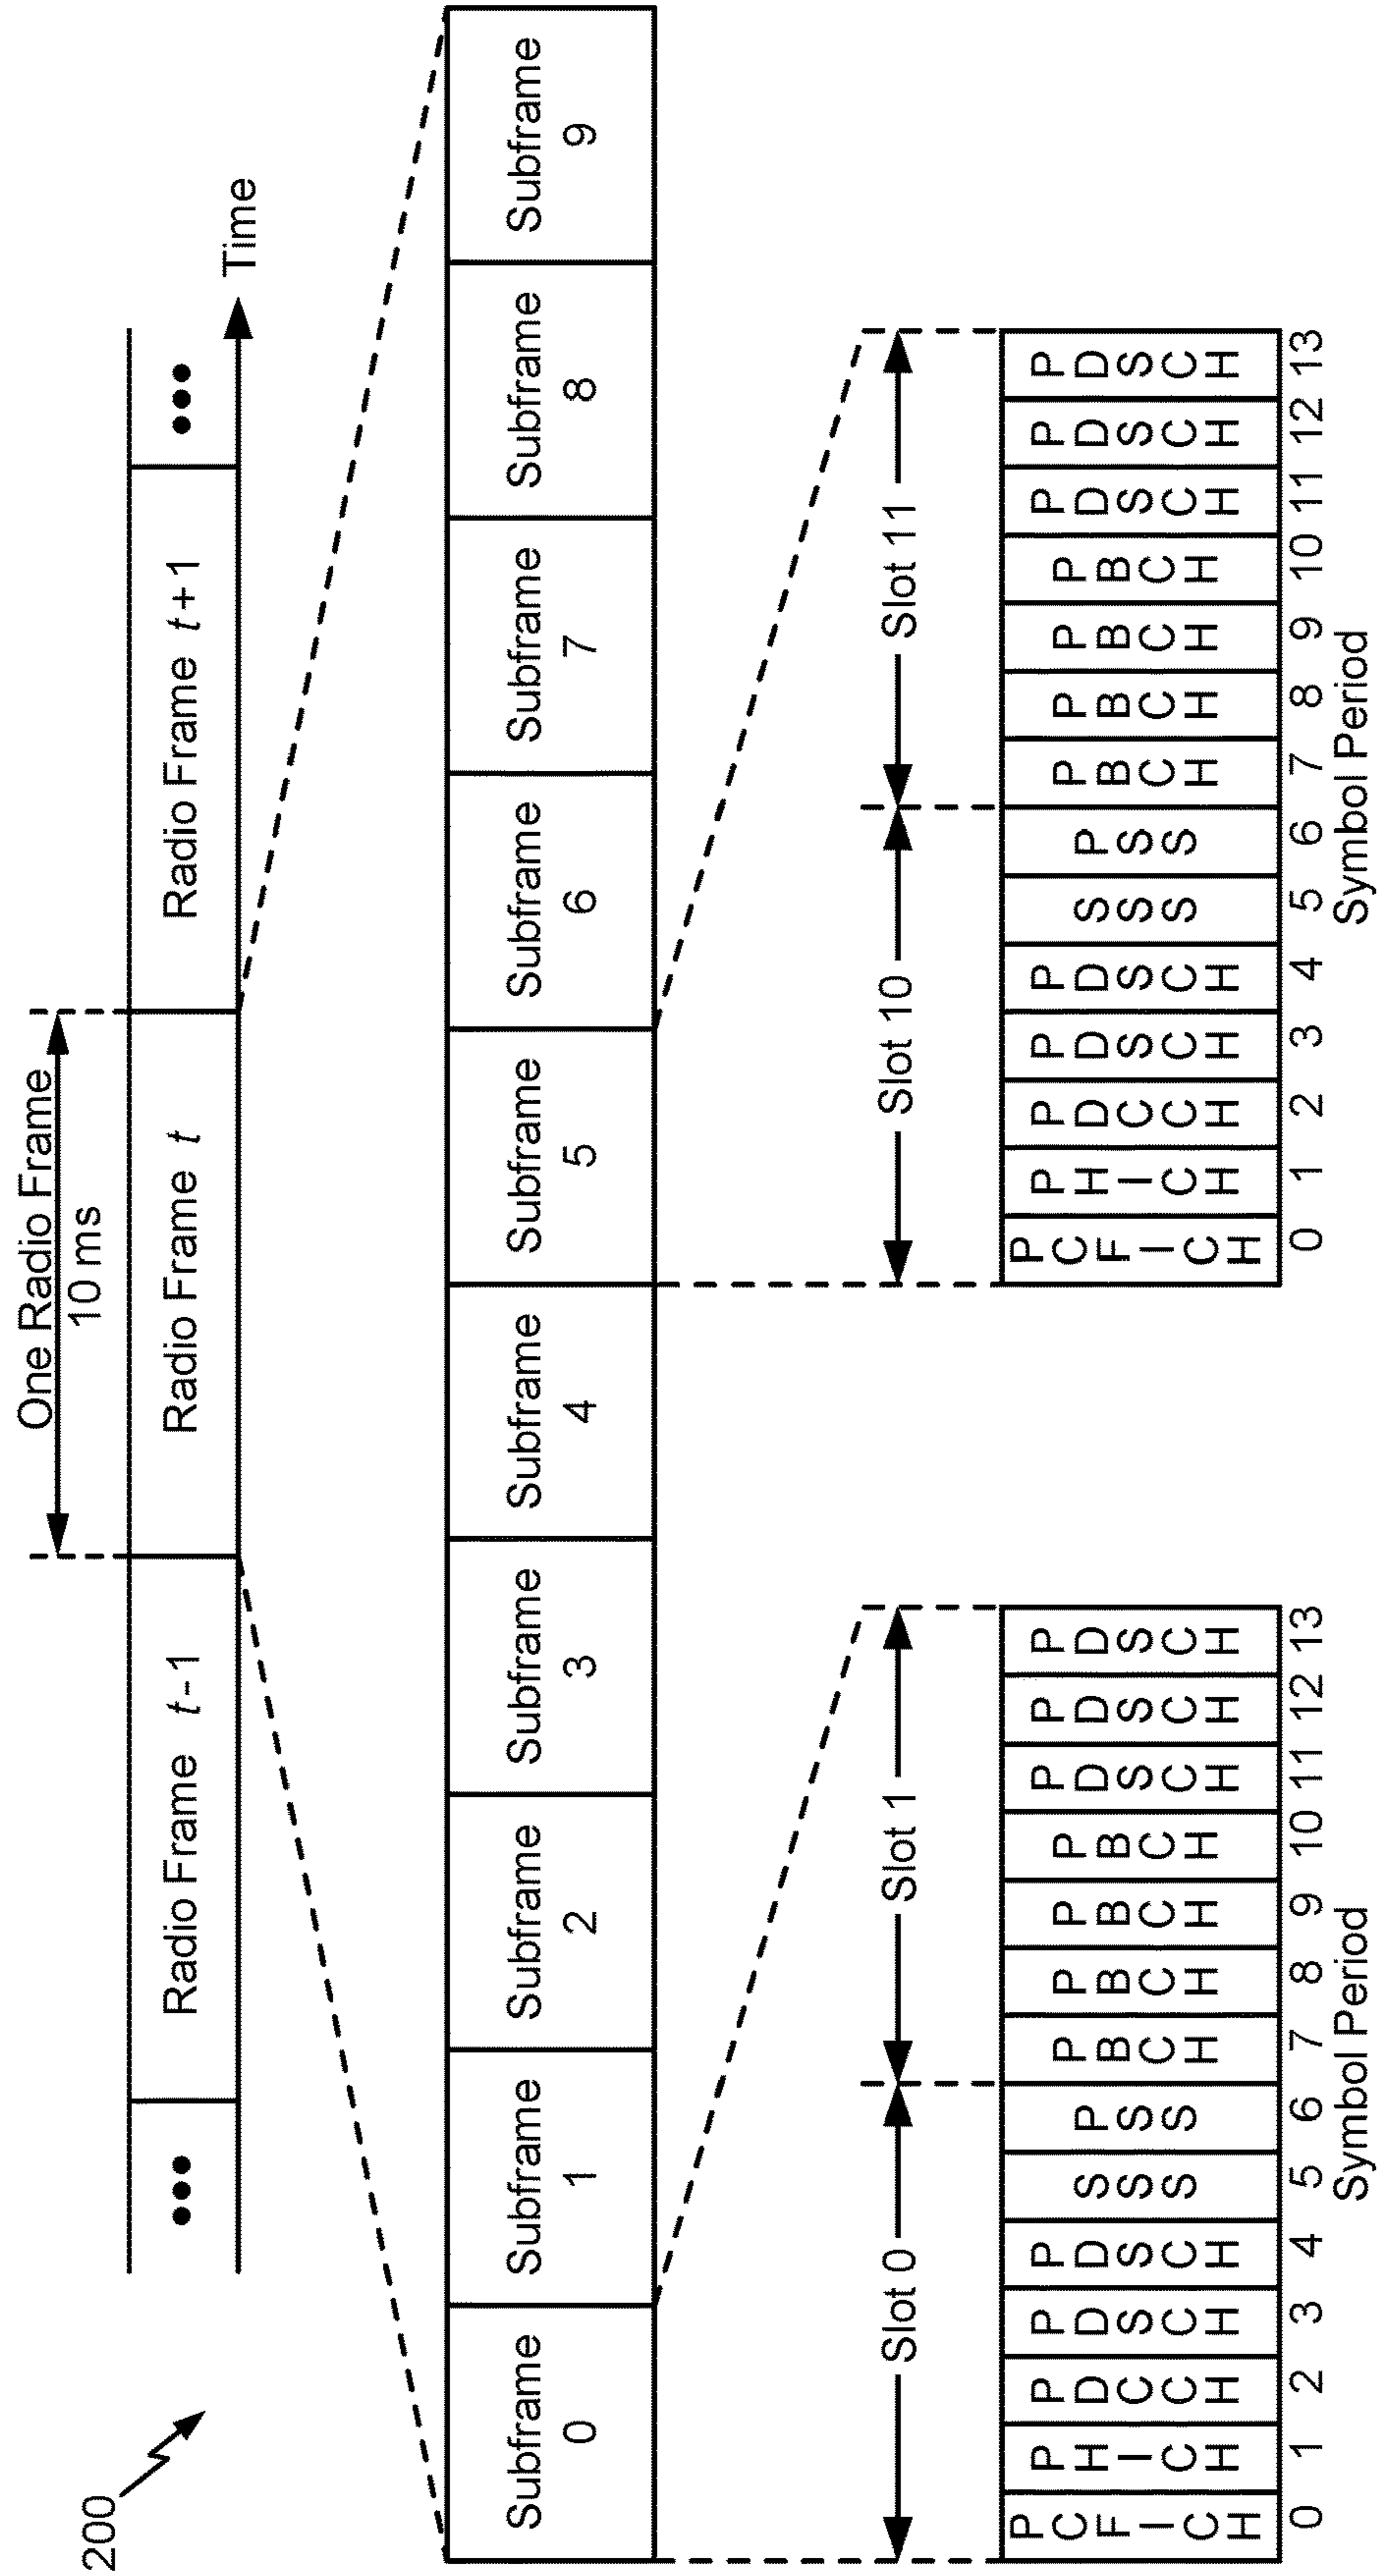 200
One Radio Frame
10 ms
••• Radio Frame t-1 Radio Frame t Radio Frame t+1 •••
Time
Subframe 0 Subframe 1 Subframe 2 Subframe 3 Subframe 4 Subframe 5 Subframe 6 Subframe 7 Subframe 8 Subframe 9
Slot 0 Slot 1
PCFICH PHICH PDCCH PDSCH PDSCH SSS PSS PBCH PBCH PBCH PBCH PDSCH PDSCH PDSCH
0 1 2 3 4 5 6 7 8 9 10 11 12 13
Symbol Period
Slot 10 Slot 11
PCFICH PHICH PDCCH PDSCH PDSCH SSS PSS PBCH PBCH PBCH PBCH PDSCH PDSCH PDSCH
0 1 2 3 4 5 6 7 8 9 10 11 12 13
Symbol Period